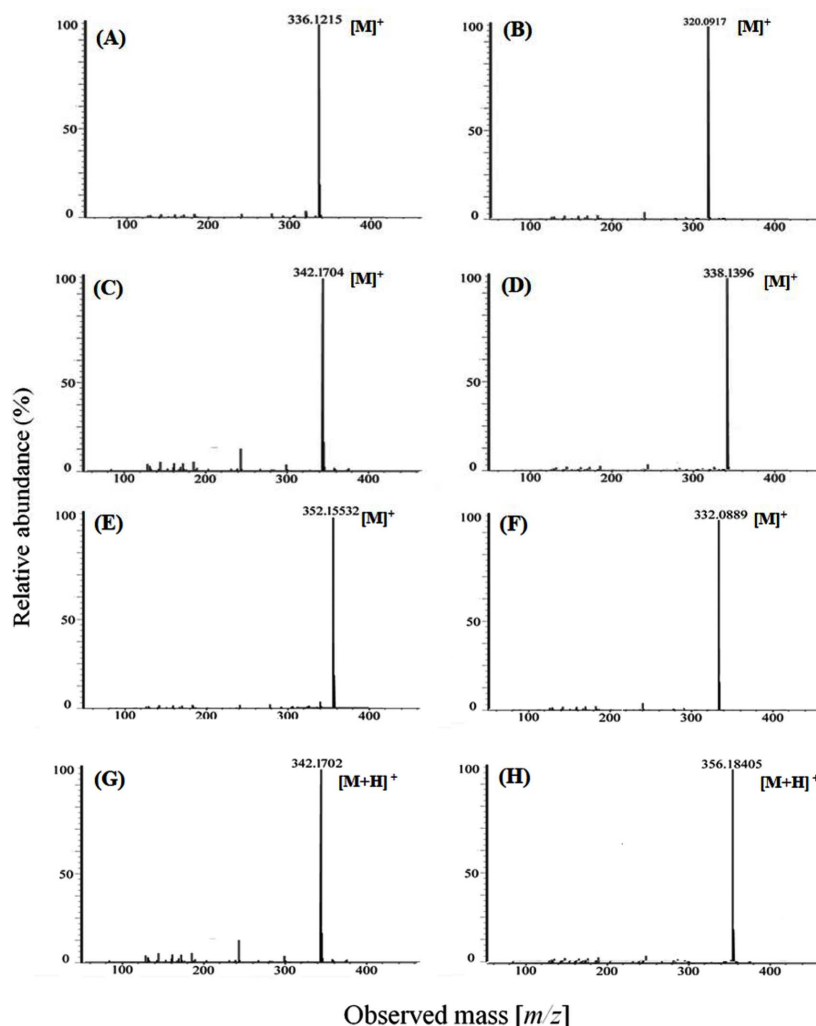 336.1215
(A)
[M]+
100
50
0
100 200 300 400
320.0917
(B)
[M]+
100
50
0
100 200 300 400
342.1704
(C)
[M]+
100
50
0
100 200 300 400
338.1396
(D)
[M]+
100
50
0
100 200 300 400
352.15532
(E)
[M]+
100
50
0
100 200 300 400
332.0889
(F)
[M]+
100
50
0
100 200 300 400
342.1702
(G)
[M+H]+
100
50
0
100 200 300 400
356.18405
(H)
[M+H]+
100
50
0
100 200 300 400
Relative abundance (%)
Observed mass [m/z]